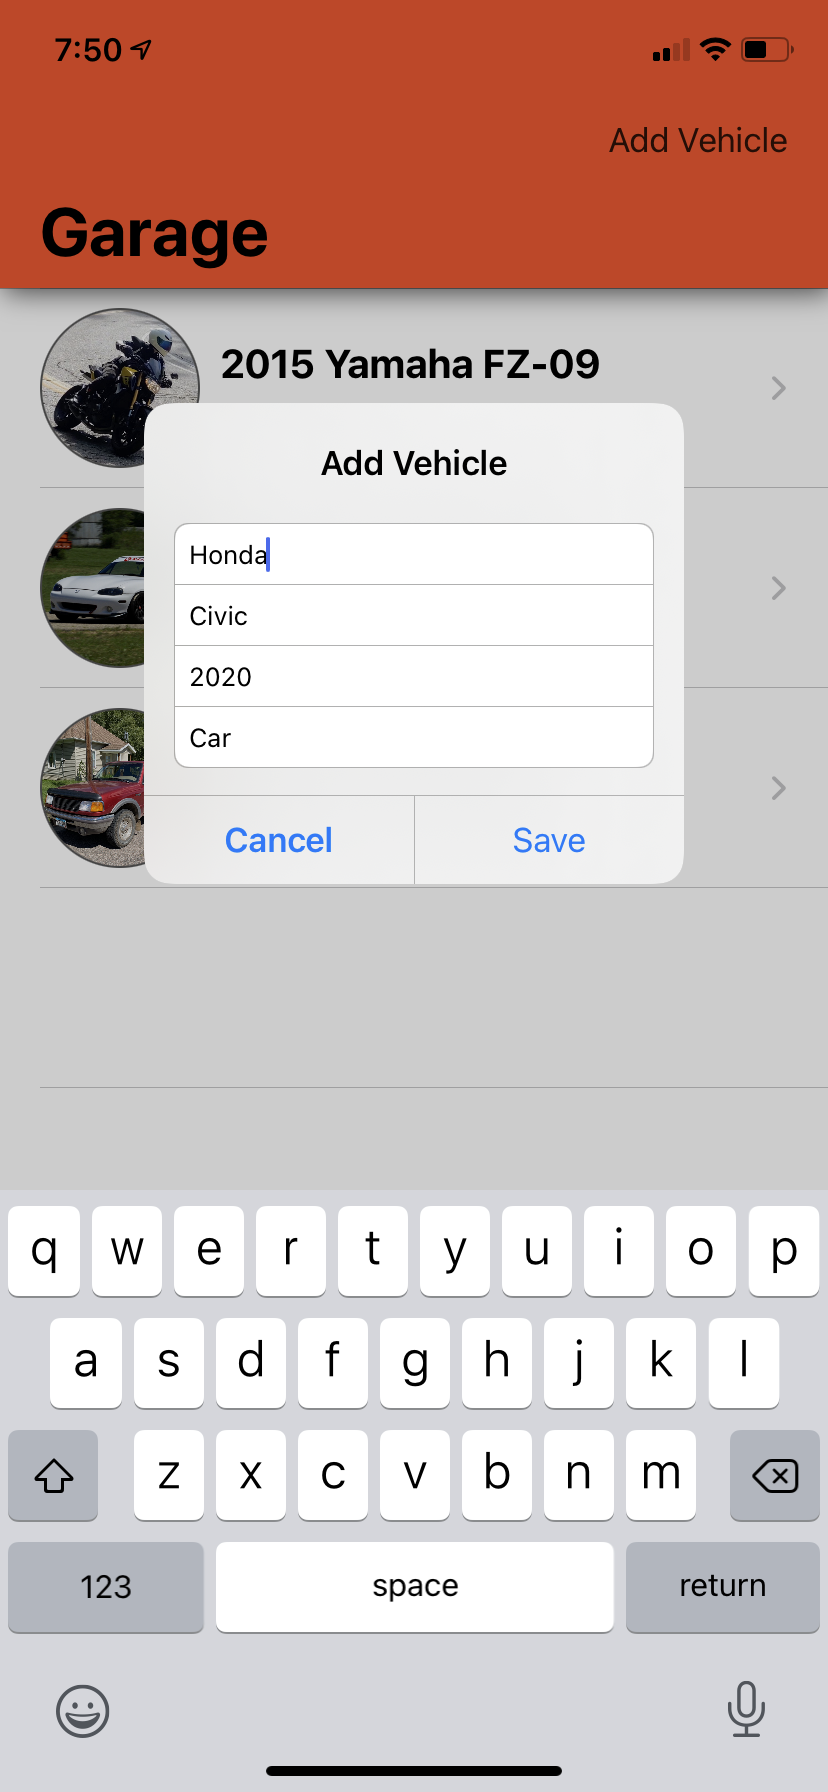 7:50
Add Vehicle
Garage
2015 Yamaha FZ-09
Add Vehicle
Honda
Civic
2020
Car
Cancel Save
q w e r t y u i o p
a s d f g h j k l
z x c v b n m
123 space return